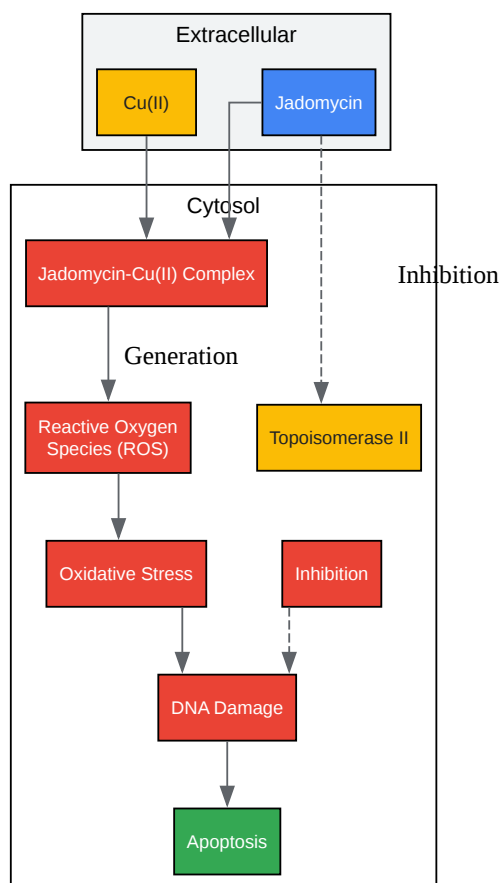 Extracellular
Cu(II)
Jadomycin
Cytosol
Jadomycin-Cu(II) Complex
Inhibition
Generation
Reactive Oxygen
Species (ROS)
Topoisomerase II
Oxidative Stress
Inhibition
DNA Damage
Apoptosis